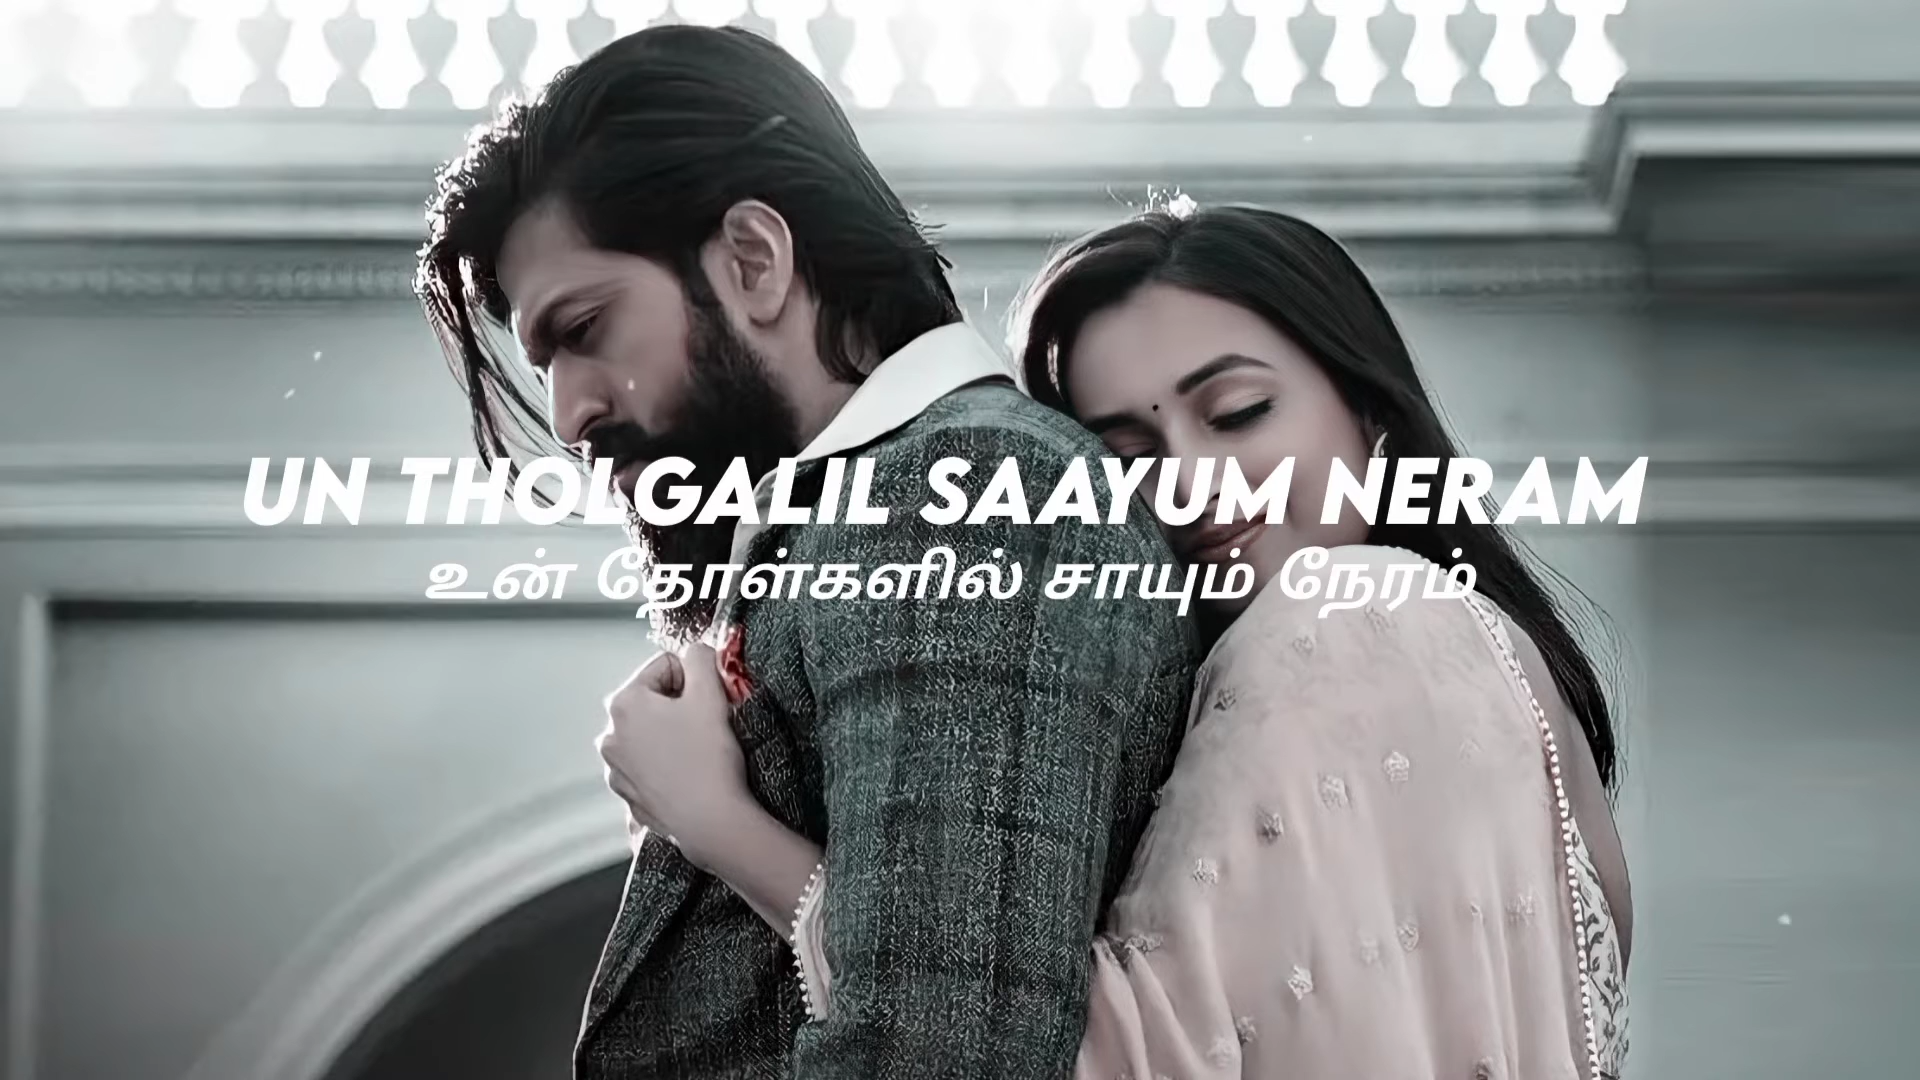 UN THOLGALIL SAAYUM NERAM
உன் தோள்களில் சாயும் நேரம்